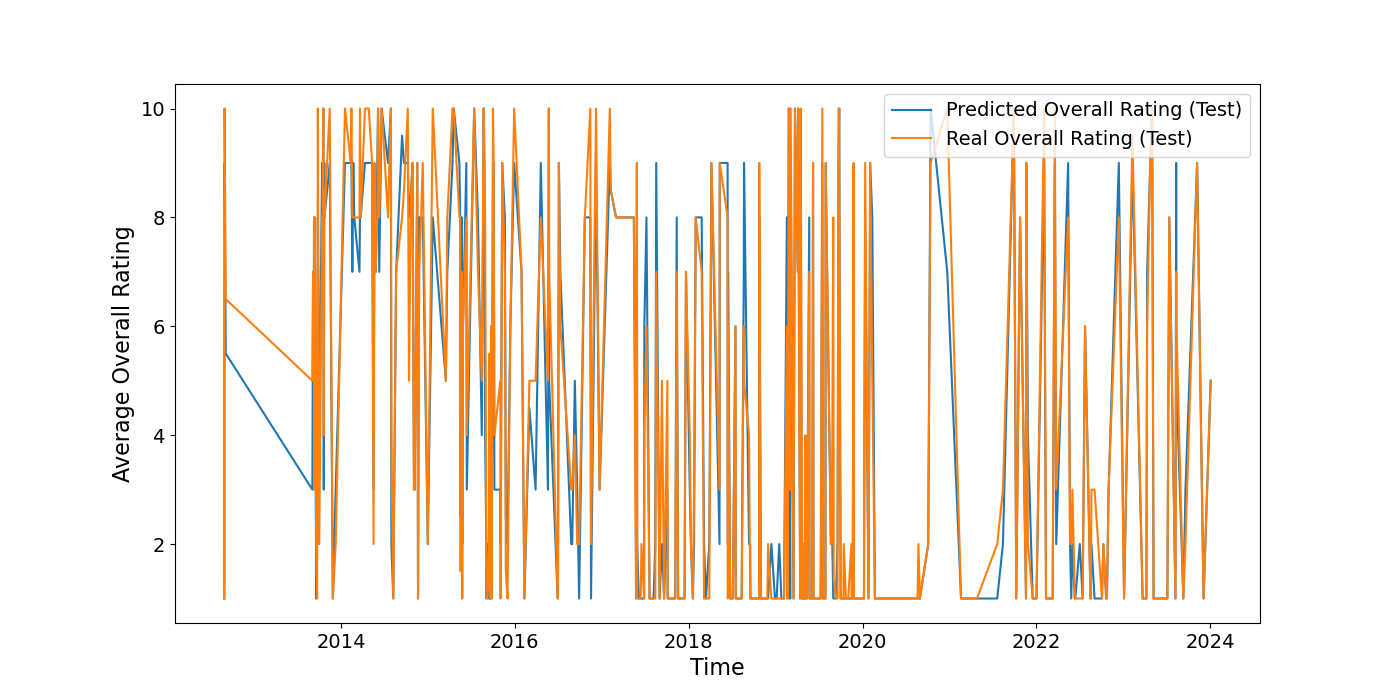 Predicted Overall Rating (Test)
Real Overall Rating (Test)
10
8
6
4
2
Average Overall Rating
2014 2016 2018 2020 2022 2024
Time